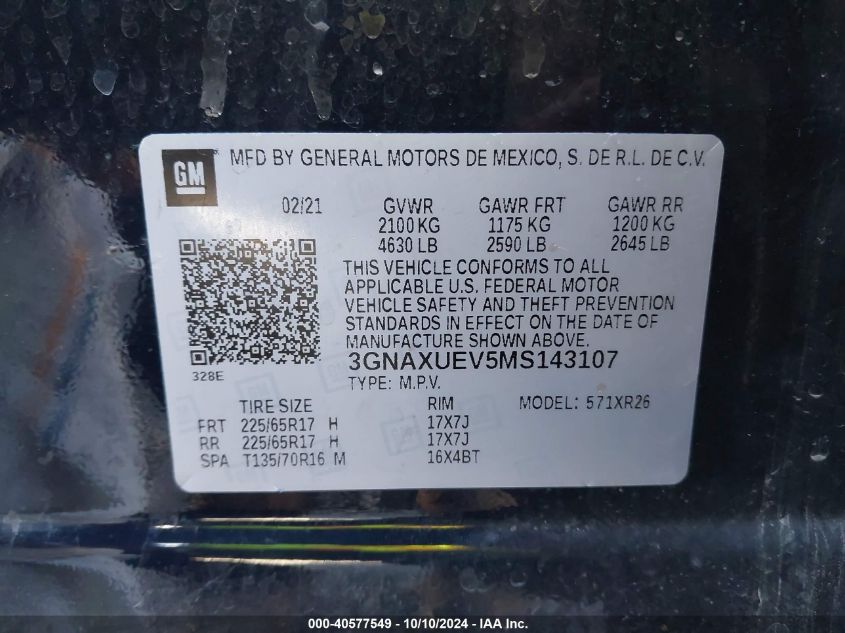 GM
MFD BY GENERAL MOTORS DE MEXICO, S. DE R.L. DE C.V.
02/21 GVWR GAWR FRT GAWR RR
2100 KG 1175 KG 1200 KG
4630 LB 2590 LB 2645 LB
THIS VEHICLE CONFORMS TO ALL
APPLICABLE U.S. FEDERAL MOTOR
VEHICLE SAFETY AND THEFT PREVENTION
STANDARDS IN EFFECT ON THE DATE OF
MANUFACTURE SHOWN ABOVE.
328E
3GNAXUEV5MS143107
TYPE: M.P.V.
TIRE SIZE RIM MODEL: 571XR26
FRT 225/65R17 H 17X7J
RR 225/65R17 H 17X7J
SPA T135/70R16 M 16X4BT
000-40577549 - 10/10/2024 - IAA Inc.